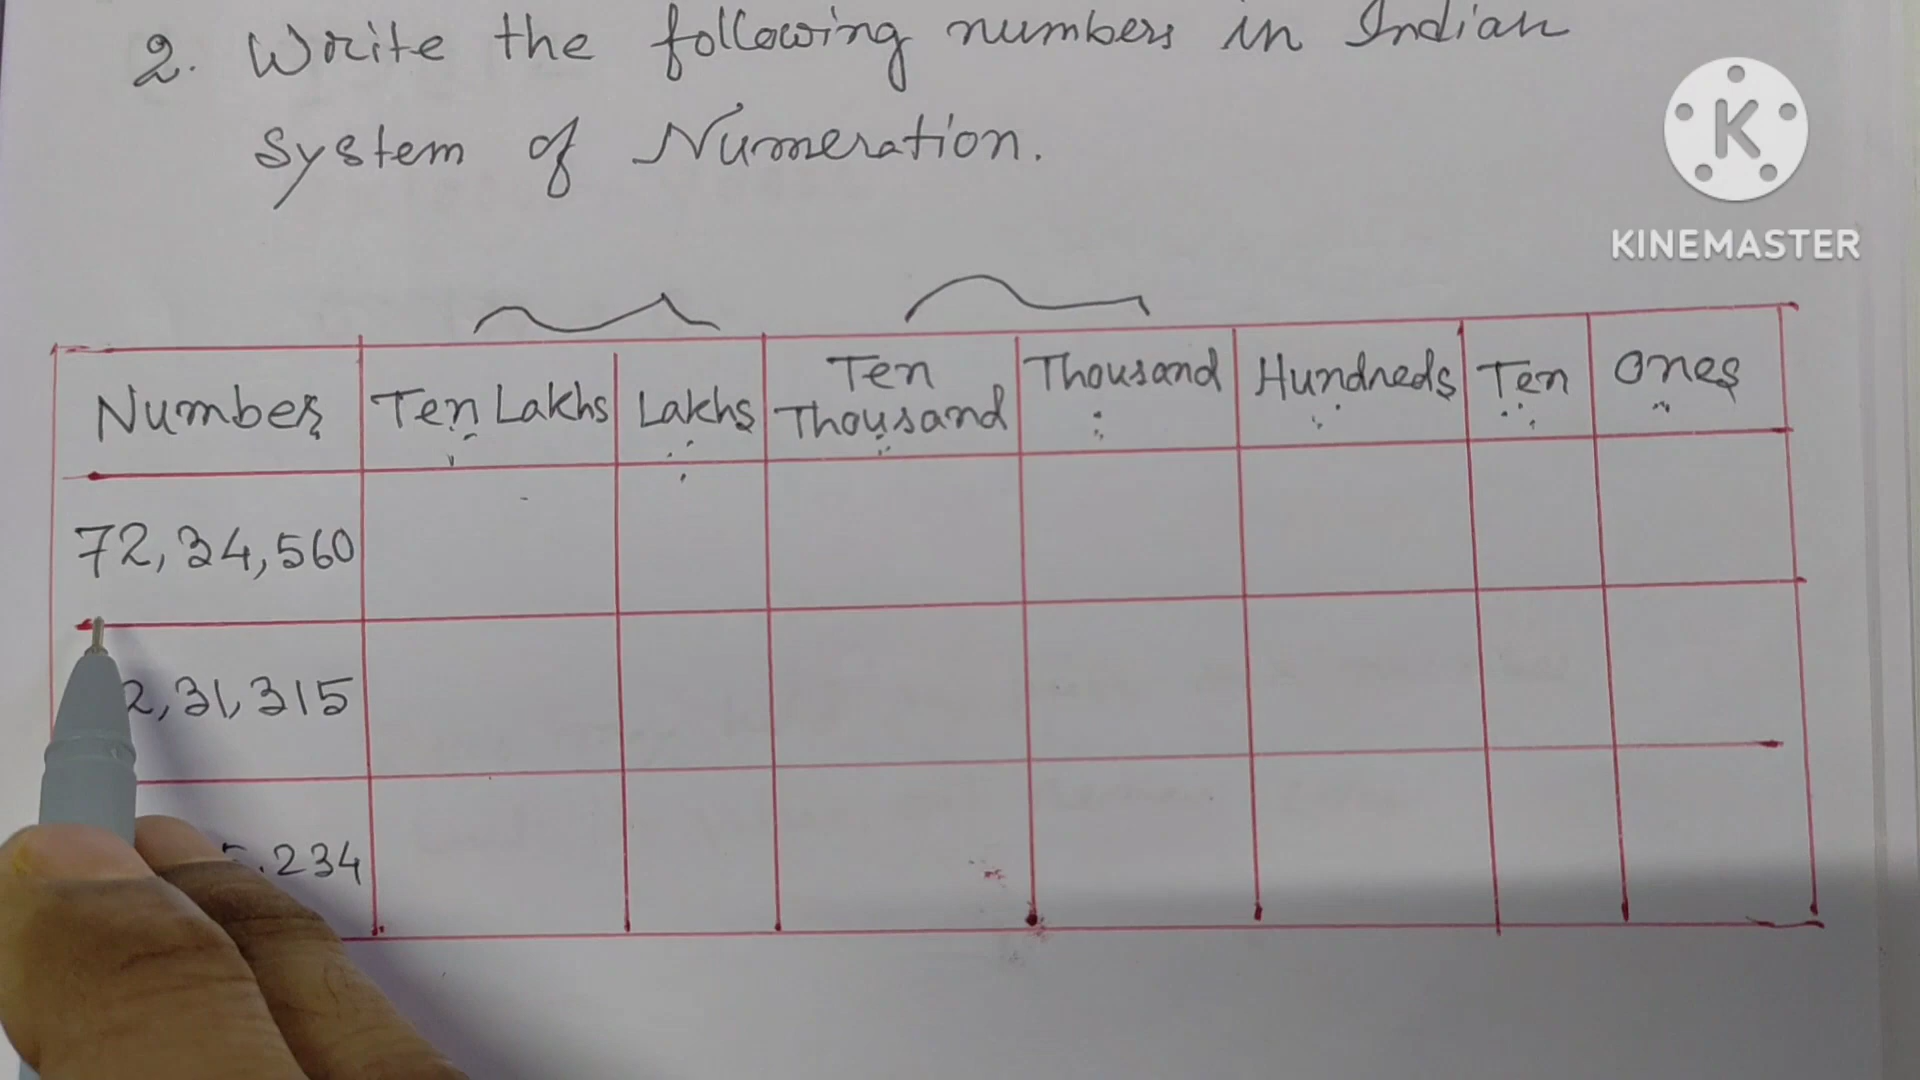 2. Write the following numbers in Indian
System of Numeration.
K
KINEMASTER
Number Ten Lakhs Lakhs Ten Thousand Thousand Hundreds Ten Ones
72,34,560
2,31,315
234